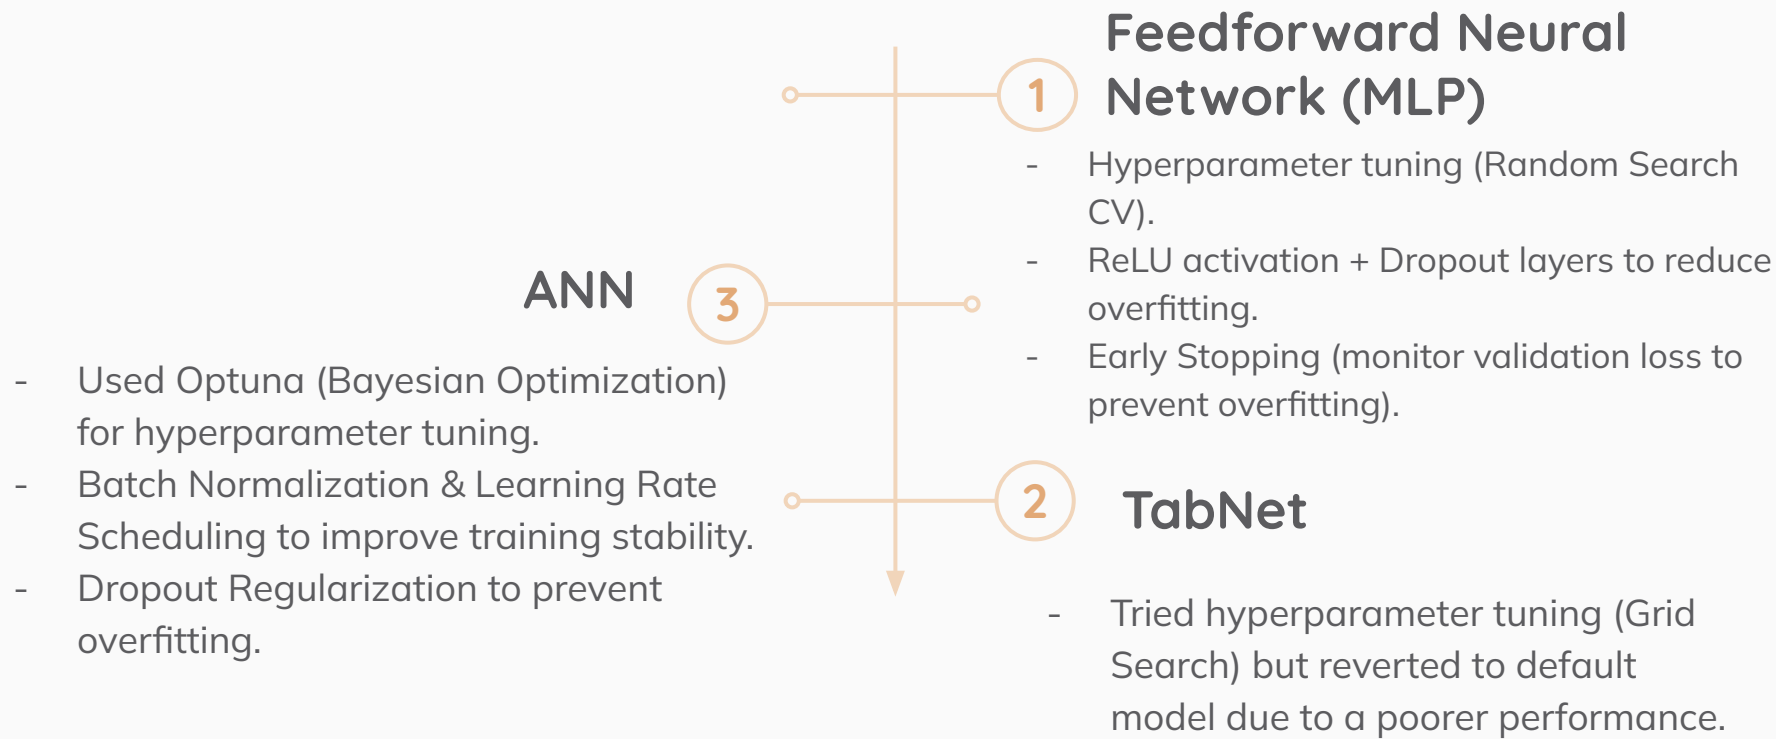 1
Feedforward Neural
Network (MLP)
- Hyperparameter tuning (Random Search
CV).
- ReLU activation + Dropout layers to reduce
overfitting.
- Early Stopping (monitor validation loss to
prevent overfitting).
2
TabNet
- Tried hyperparameter tuning (Grid
Search) but reverted to default
model due to a poorer performance.
ANN
3
- Used Optuna (Bayesian Optimization)
for hyperparameter tuning.
- Batch Normalization & Learning Rate
Scheduling to improve training stability.
- Dropout Regularization to prevent
overfitting.